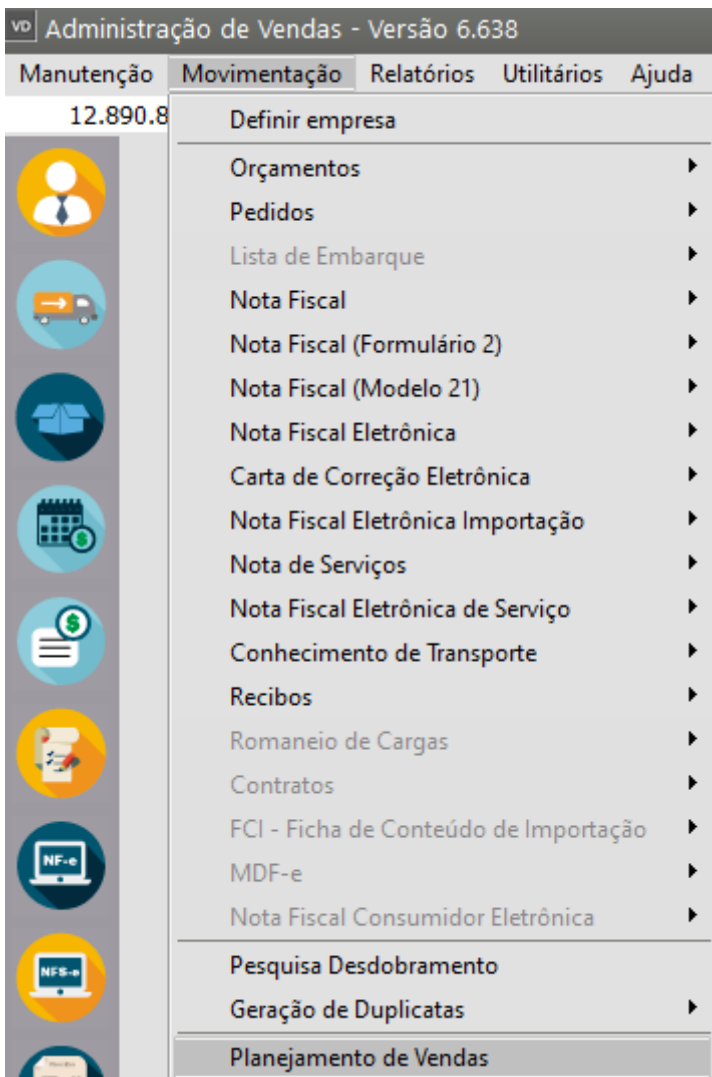 VD Administração de Vendas - Versão 6.638
Manutenção Movimentação Relatórios Utilitários Ajuda
12.890.8
Definir empresa
Orçamentos
Pedidos
Lista de Embarque
Nota Fiscal
Nota Fiscal (Formulário 2)
Nota Fiscal (Modelo 21)
Nota Fiscal Eletrônica
Carta de Correção Eletrônica
Nota Fiscal Eletrônica Importação
Nota de Serviços
Nota Fiscal Eletrônica de Serviço
Conhecimento de Transporte
Recibos
Romaneio de Cargas
Contratos
FCI - Ficha de Conteúdo de Importação
NF-e
MDF-e
Nota Fiscal Consumidor Eletrônica
NFS-e
Pesquisa Desdobramento
Geração de Duplicatas
Planejamento de Vendas